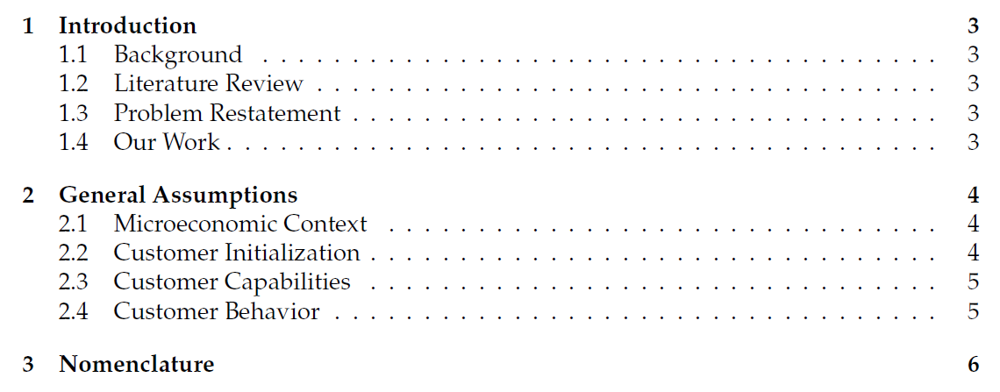 1 Introduction 3
1.1 Background . . . . . . . . . . . . . . . . . . . . . . . . . . . . . . . . . . . . . . 3
1.2 Literature Review . . . . . . . . . . . . . . . . . . . . . . . . . . . . . . . . . . . 3
1.3 Problem Restatement . . . . . . . . . . . . . . . . . . . . . . . . . . . . . . . . . 3
1.4 Our Work . . . . . . . . . . . . . . . . . . . . . . . . . . . . . . . . . . . . . . . . 3
2 General Assumptions 4
2.1 Microeconomic Context . . . . . . . . . . . . . . . . . . . . . . . . . . . . . . . 4
2.2 Customer Initialization . . . . . . . . . . . . . . . . . . . . . . . . . . . . . . . . 4
2.3 Customer Capabilities . . . . . . . . . . . . . . . . . . . . . . . . . . . . . . . . 5
2.4 Customer Behavior . . . . . . . . . . . . . . . . . . . . . . . . . . . . . . . . . . 5
3 Nomenclature 6